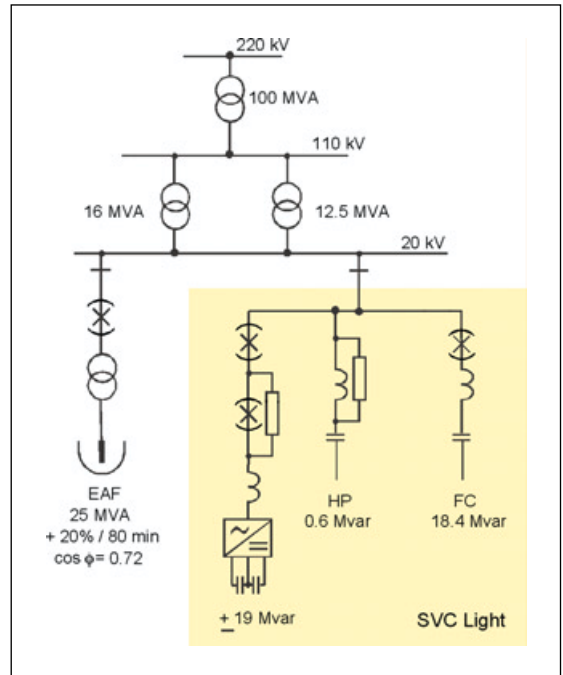 220 kV
100 MVA
110 kV
16 MVA
12.5 MVA
20 kV
EAF
25 MVA
+ 20% / 80 min
cos ϕ= 0.72
HP
0.6 Mvar
FC
18.4 Mvar
± 19 Mvar
SVC Light